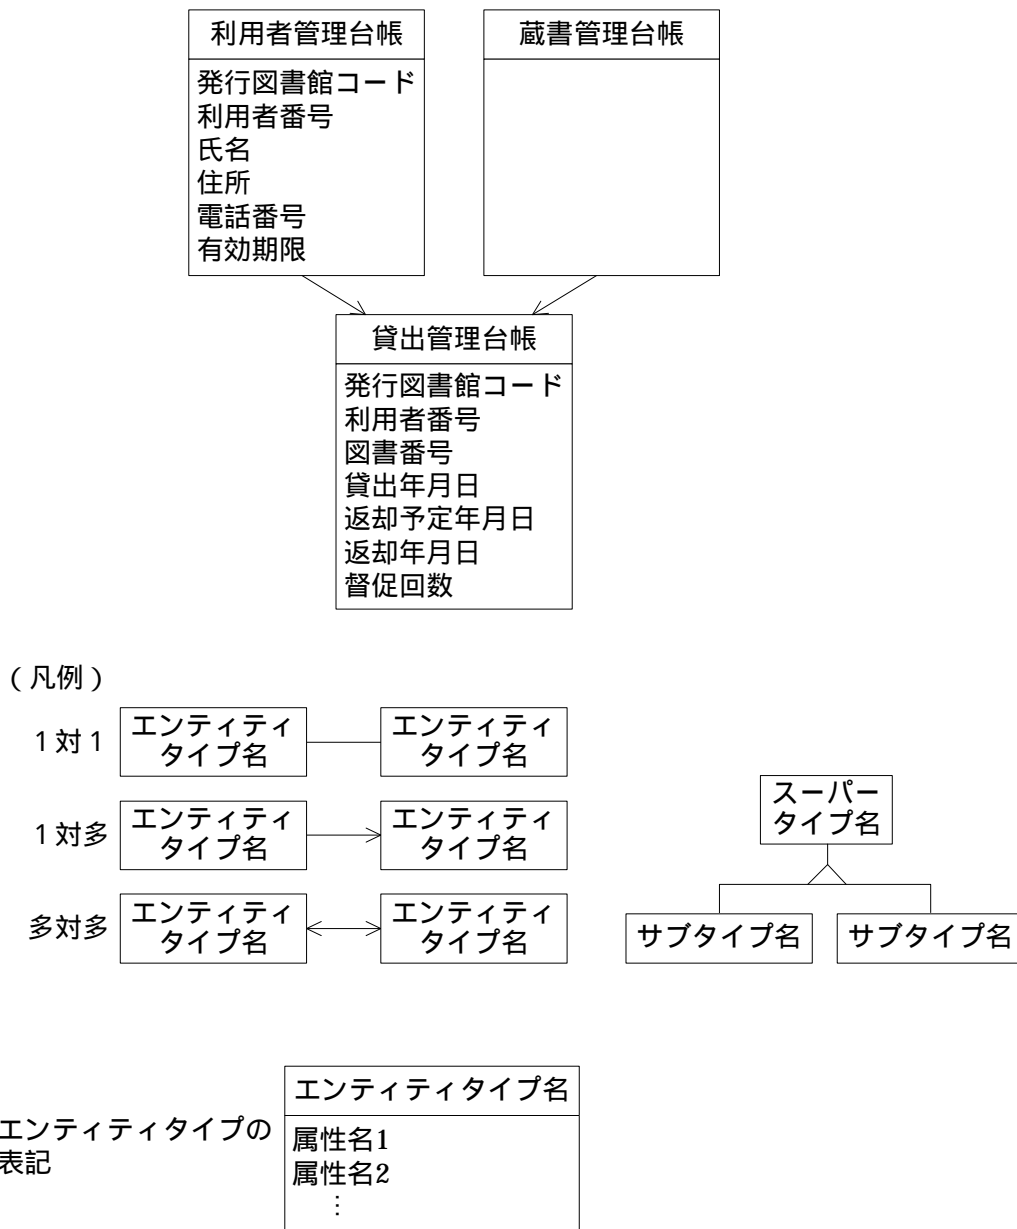 利用者管理台帳
発行図書館コード
利用者番号
氏名
住所
電話番号
有効期限
蔵書管理台帳
貸出管理台帳
発行図書館コード
利用者番号
図書番号
貸出年月日
返却予定年月日
返却年月日
督促回数
（凡例）
1対1
エンティティ
タイプ名
エンティティ
タイプ名
1対多
エンティティ
タイプ名
エンティティ
タイプ名
多対多
エンティティ
タイプ名
エンティティ
タイプ名
スーパー
タイプ名
サブタイプ名
サブタイプ名
エンティティタイプの
表記
エンティティタイプ名
属性名1
属性名2
⋮